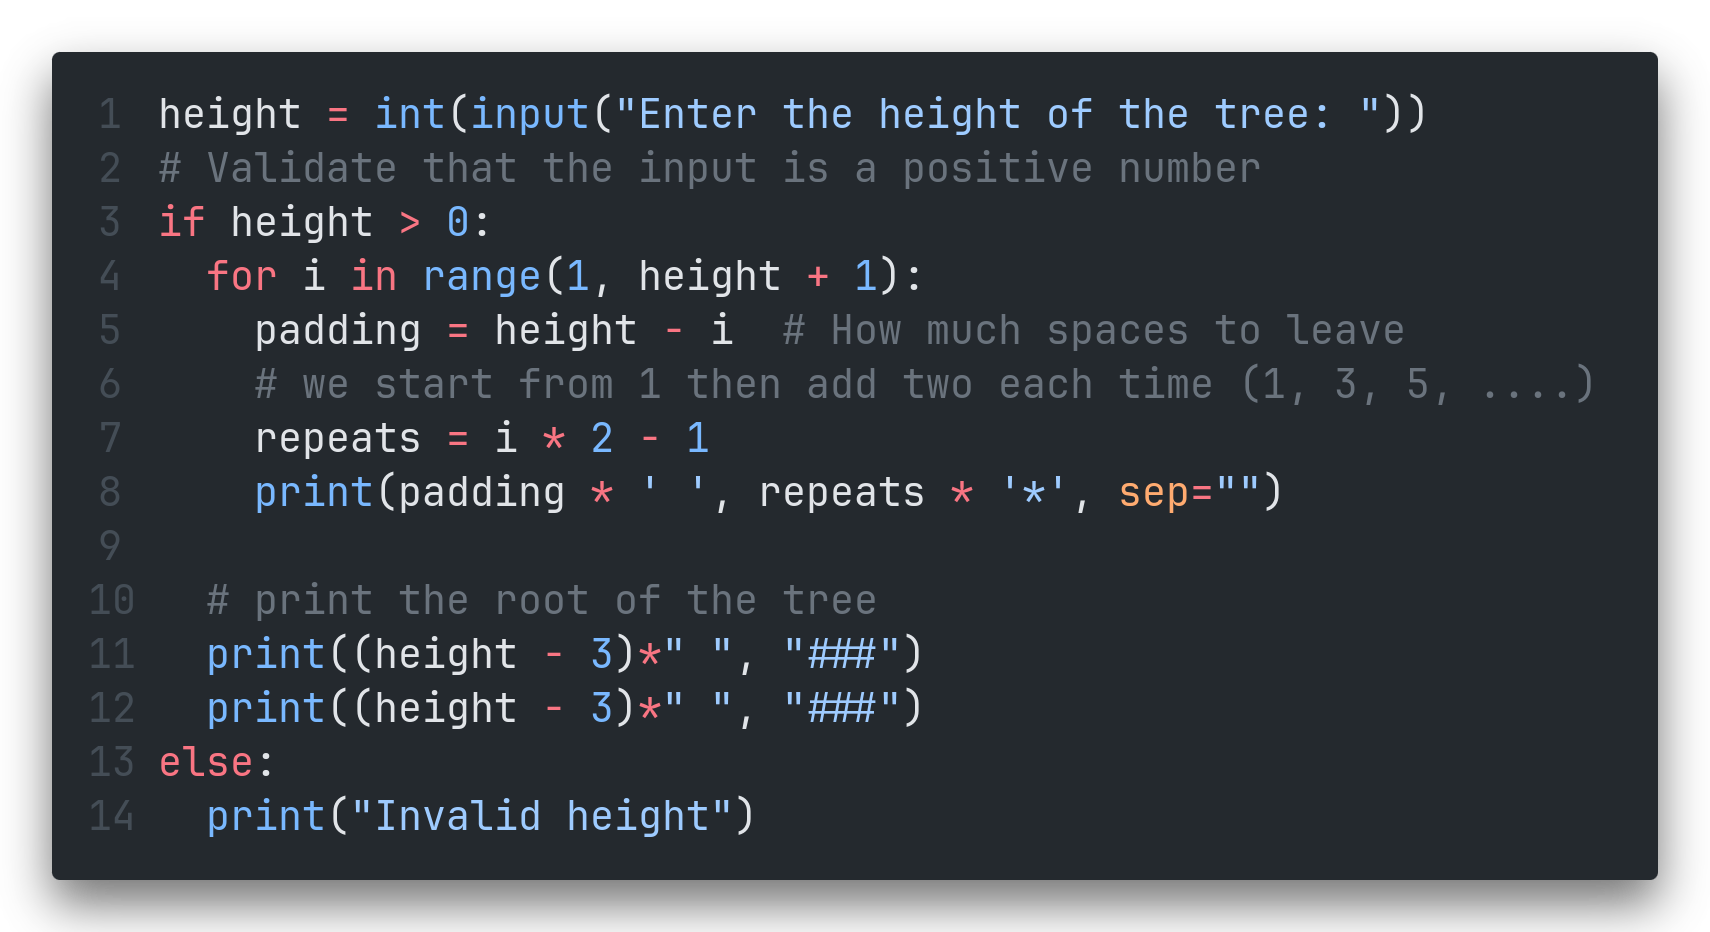 1 height = int(input("Enter the height of the tree: "))
2 # Validate that the input is a positive number
3 if height > 0:
4   for i in range(1, height + 1):
5     padding = height - i  # How much spaces to leave
6     # we start from 1 then add two each time (1, 3, 5, ....)
7     repeats = i * 2 - 1
8     print(padding * ' ', repeats * '*', sep="")
9
10   # print the root of the tree
11   print((height - 3)*" ", "###")
12   print((height - 3)*" ", "###")
13 else:
14   print("Invalid height")